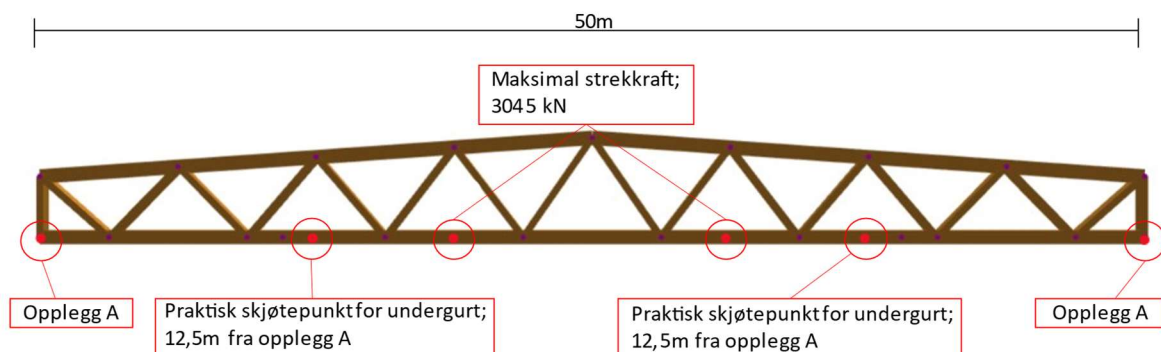 50m
Maksimal strekkraft;
3045 kN
Opplegg A
Praktisk skjøtepunkt for undergurt;
12,5m fra opplegg A
Praktisk skjøtepunkt for undergurt;
12,5m fra opplegg A
Opplegg A